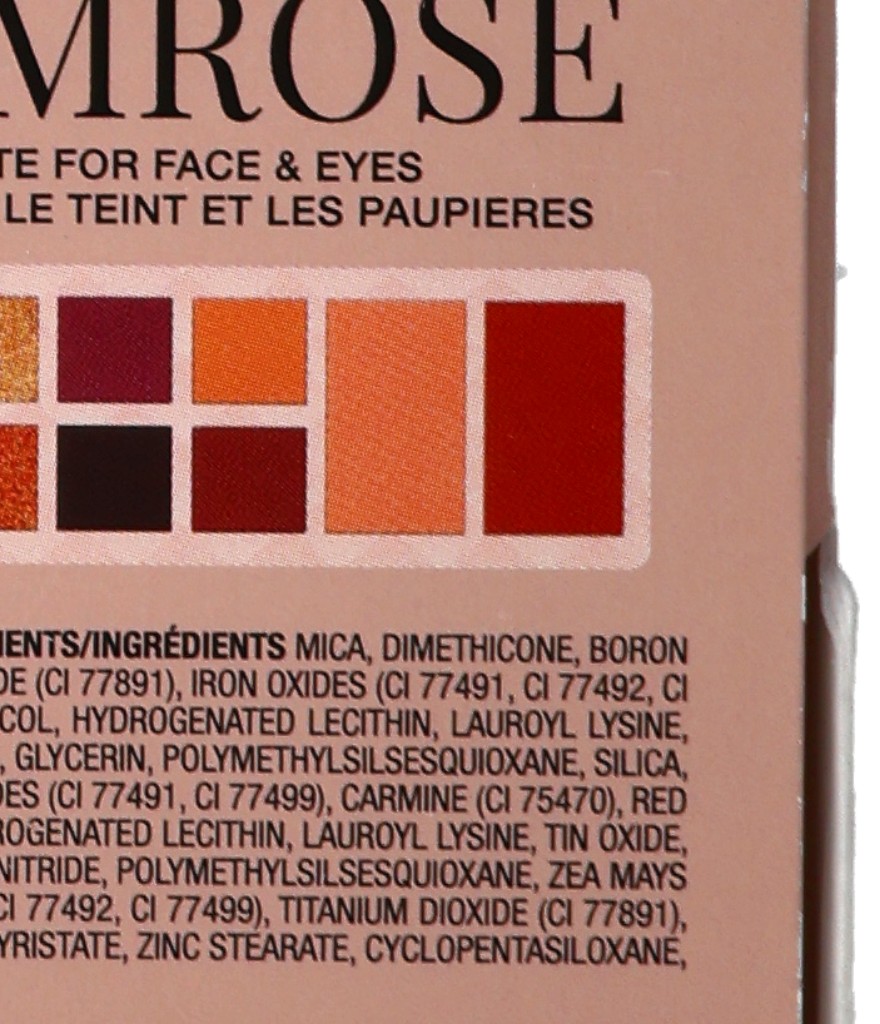 MROSE
TE FOR FACE & EYES
LE TEINT ET LES PAUPIERES
IENTS/INGRÉDIENTS MICA, DIMETHICONE, BORON
DE (CI 77891), IRON OXIDES (CI 77491, CI 77492, CI
COL, HYDROGENATED LECITHIN, LAUROYL LYSINE,
, GLYCERIN, POLYMETHYLSILSESQUIOXANE, SILICA,
DES (CI 77491, CI 77499), CARMINE (CI 75470), RED
ROGENATED LECITHIN, LAUROYL LYSINE, TIN OXIDE,
NITRIDE, POLYMETHYLSILSESQUIOXANE, ZEA MAYS
CI 77492, CI 77499), TITANIUM DIOXIDE (CI 77891),
YRISTATE, ZINC STEARATE, CYCLOPENTASILOXANE,